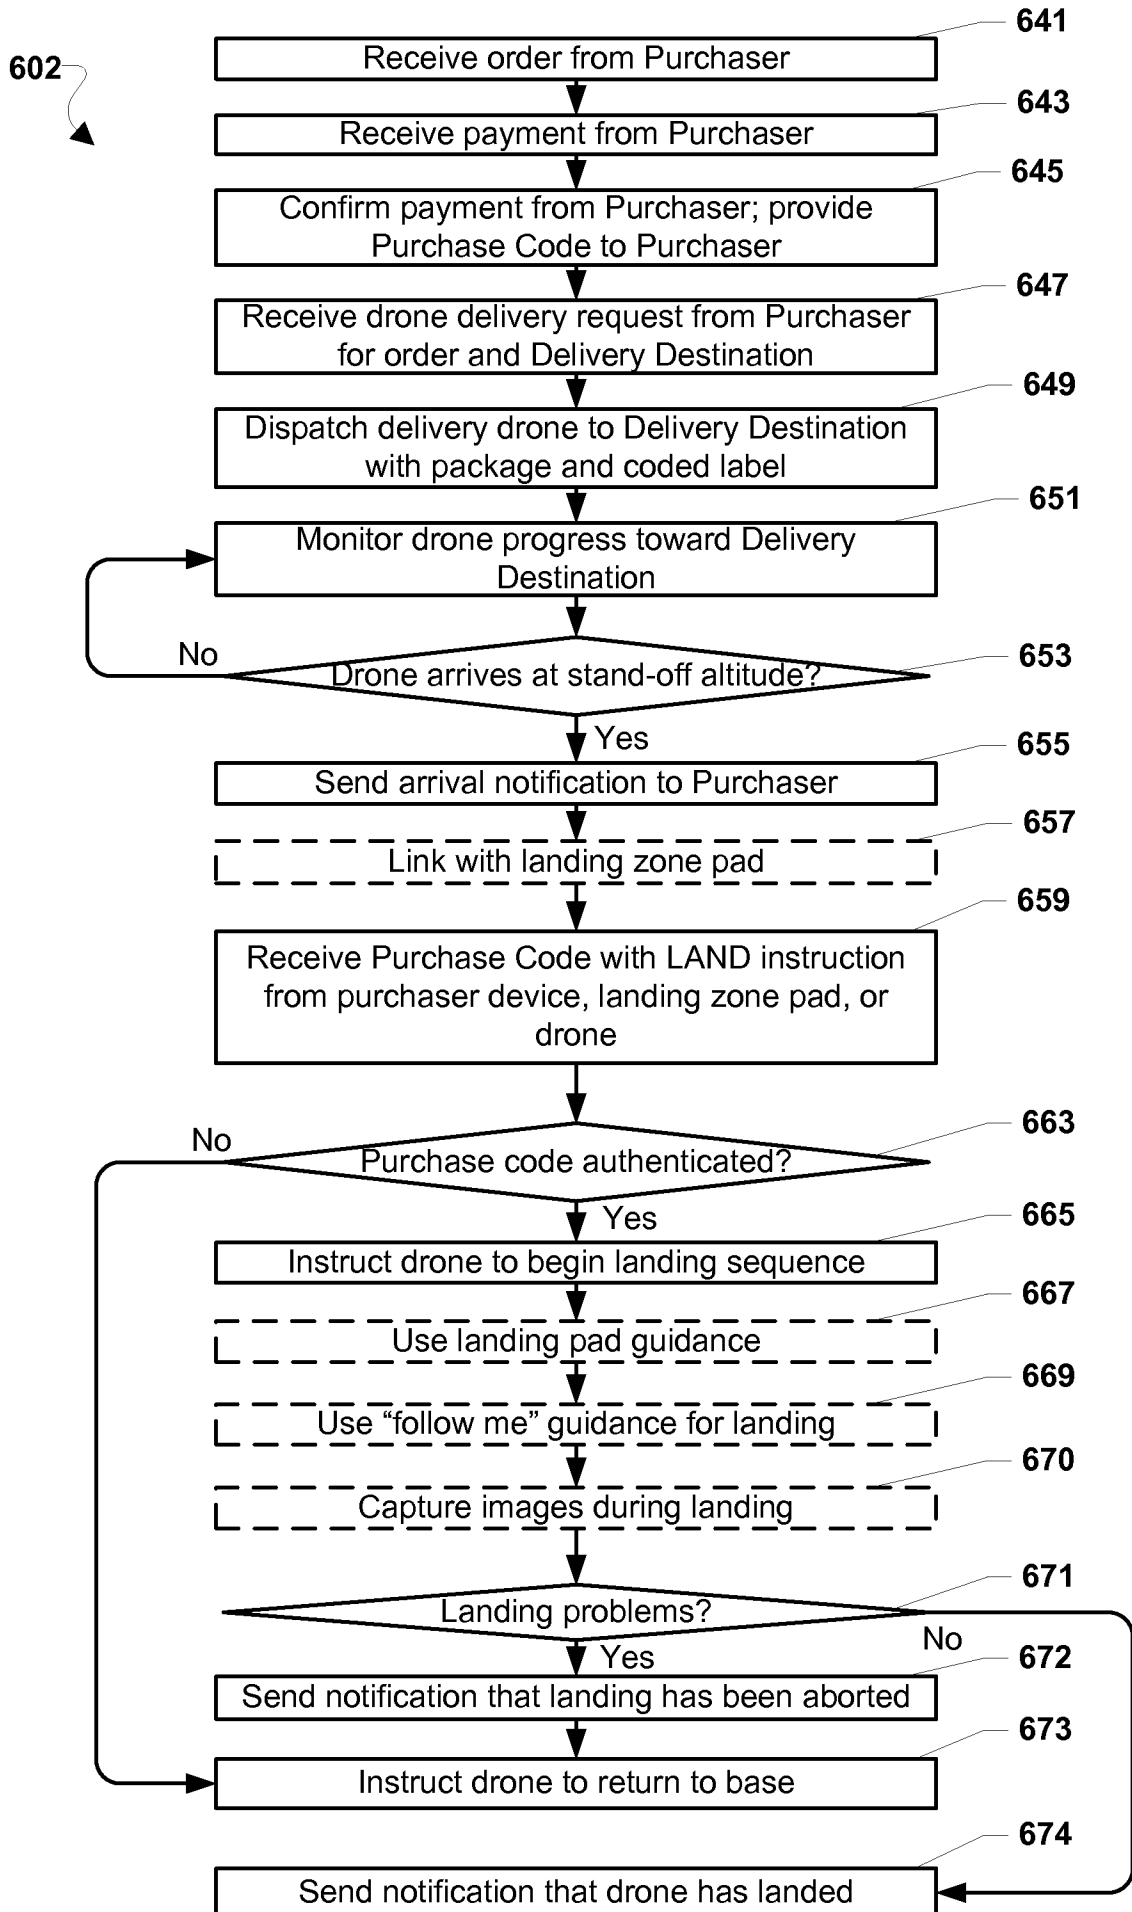 641
Receive order from Purchaser
602
643
Receive payment from Purchaser
645
Confirm payment from Purchaser; provide
Purchase Code to Purchaser
647
Receive drone delivery request from Purchaser
for order and Delivery Destination
649
Dispatch delivery drone to Delivery Destination
with package and coded label
651
Monitor drone progress toward Delivery
Destination
No
653
Drone arrives at stand-off altitude?
Yes
655
Send arrival notification to Purchaser
657
Link with landing zone pad
659
Receive Purchase Code with LAND instruction
from purchaser device, landing zone pad, or
drone
663
No
Purchase code authenticated?
Yes
665
Instruct drone to begin landing sequence
667
Use landing pad guidance
669
Use “follow me” guidance for landing
670
Capture images during landing
671
Landing problems?
No
Yes
672
Send notification that landing has been aborted
673
Instruct drone to return to base
674
Send notification that drone has landed